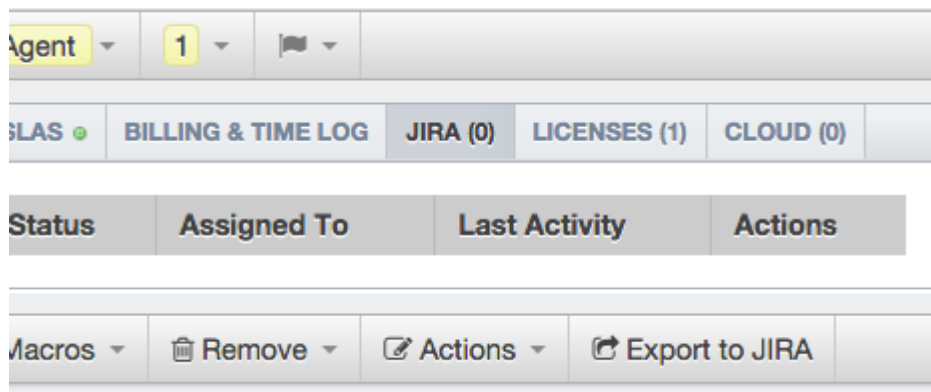 Agent 1
SLAS BILLING & TIME LOG JIRA (0) LICENSES (1) CLOUD (0)
Status Assigned To Last Activity Actions
Macros Remove Actions Export to JIRA